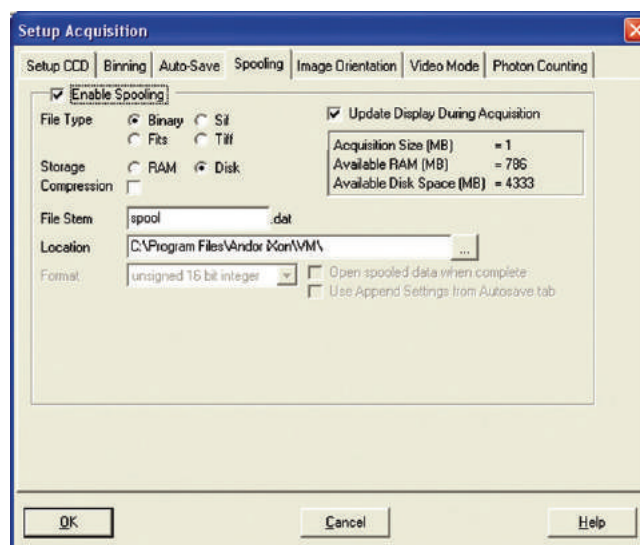 Setup Acquisition
Setup CCD Binning Auto-Save Spooling Image Orientation Video Mode Photon Counting
Enable Spooling
File Type Binary Sif Update Display During Acquisition
Fits Tiff
Acquisition Size (MB) = 1
Storage RAM Disk Available RAM (MB) = 786
Compression Available Disk Space (MB) = 4333
File Stem spool .dat
Location C:\Program Files\Andor iXon\VM\ ...
Format unsigned 16 bit integer Open spooled data when complete
Use Append Settings from Autosave tab
OK Cancel Help